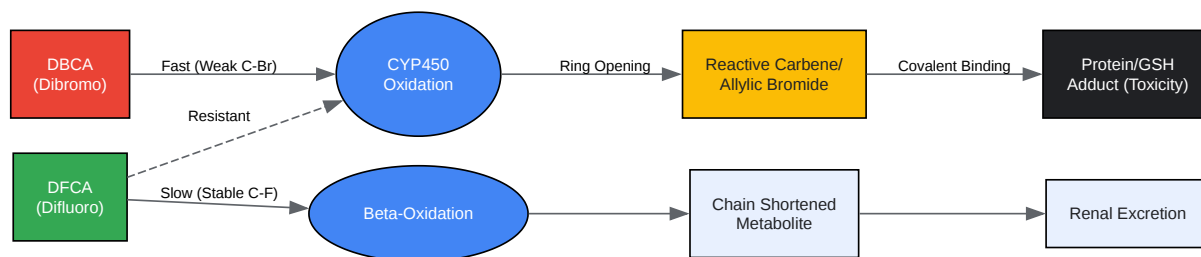 DBCA
(Dibromo)
Fast (Weak C-Br)
CYP450
Oxidation
Ring Opening
Reactive Carbene/
Allylic Bromide
Covalent Binding
Protein/GSH
Adduct (Toxicity)
Resistant
DFCA
(Difluoro)
Slow (Stable C-F)
Beta-Oxidation
Chain Shortened
Metabolite
Renal Excretion